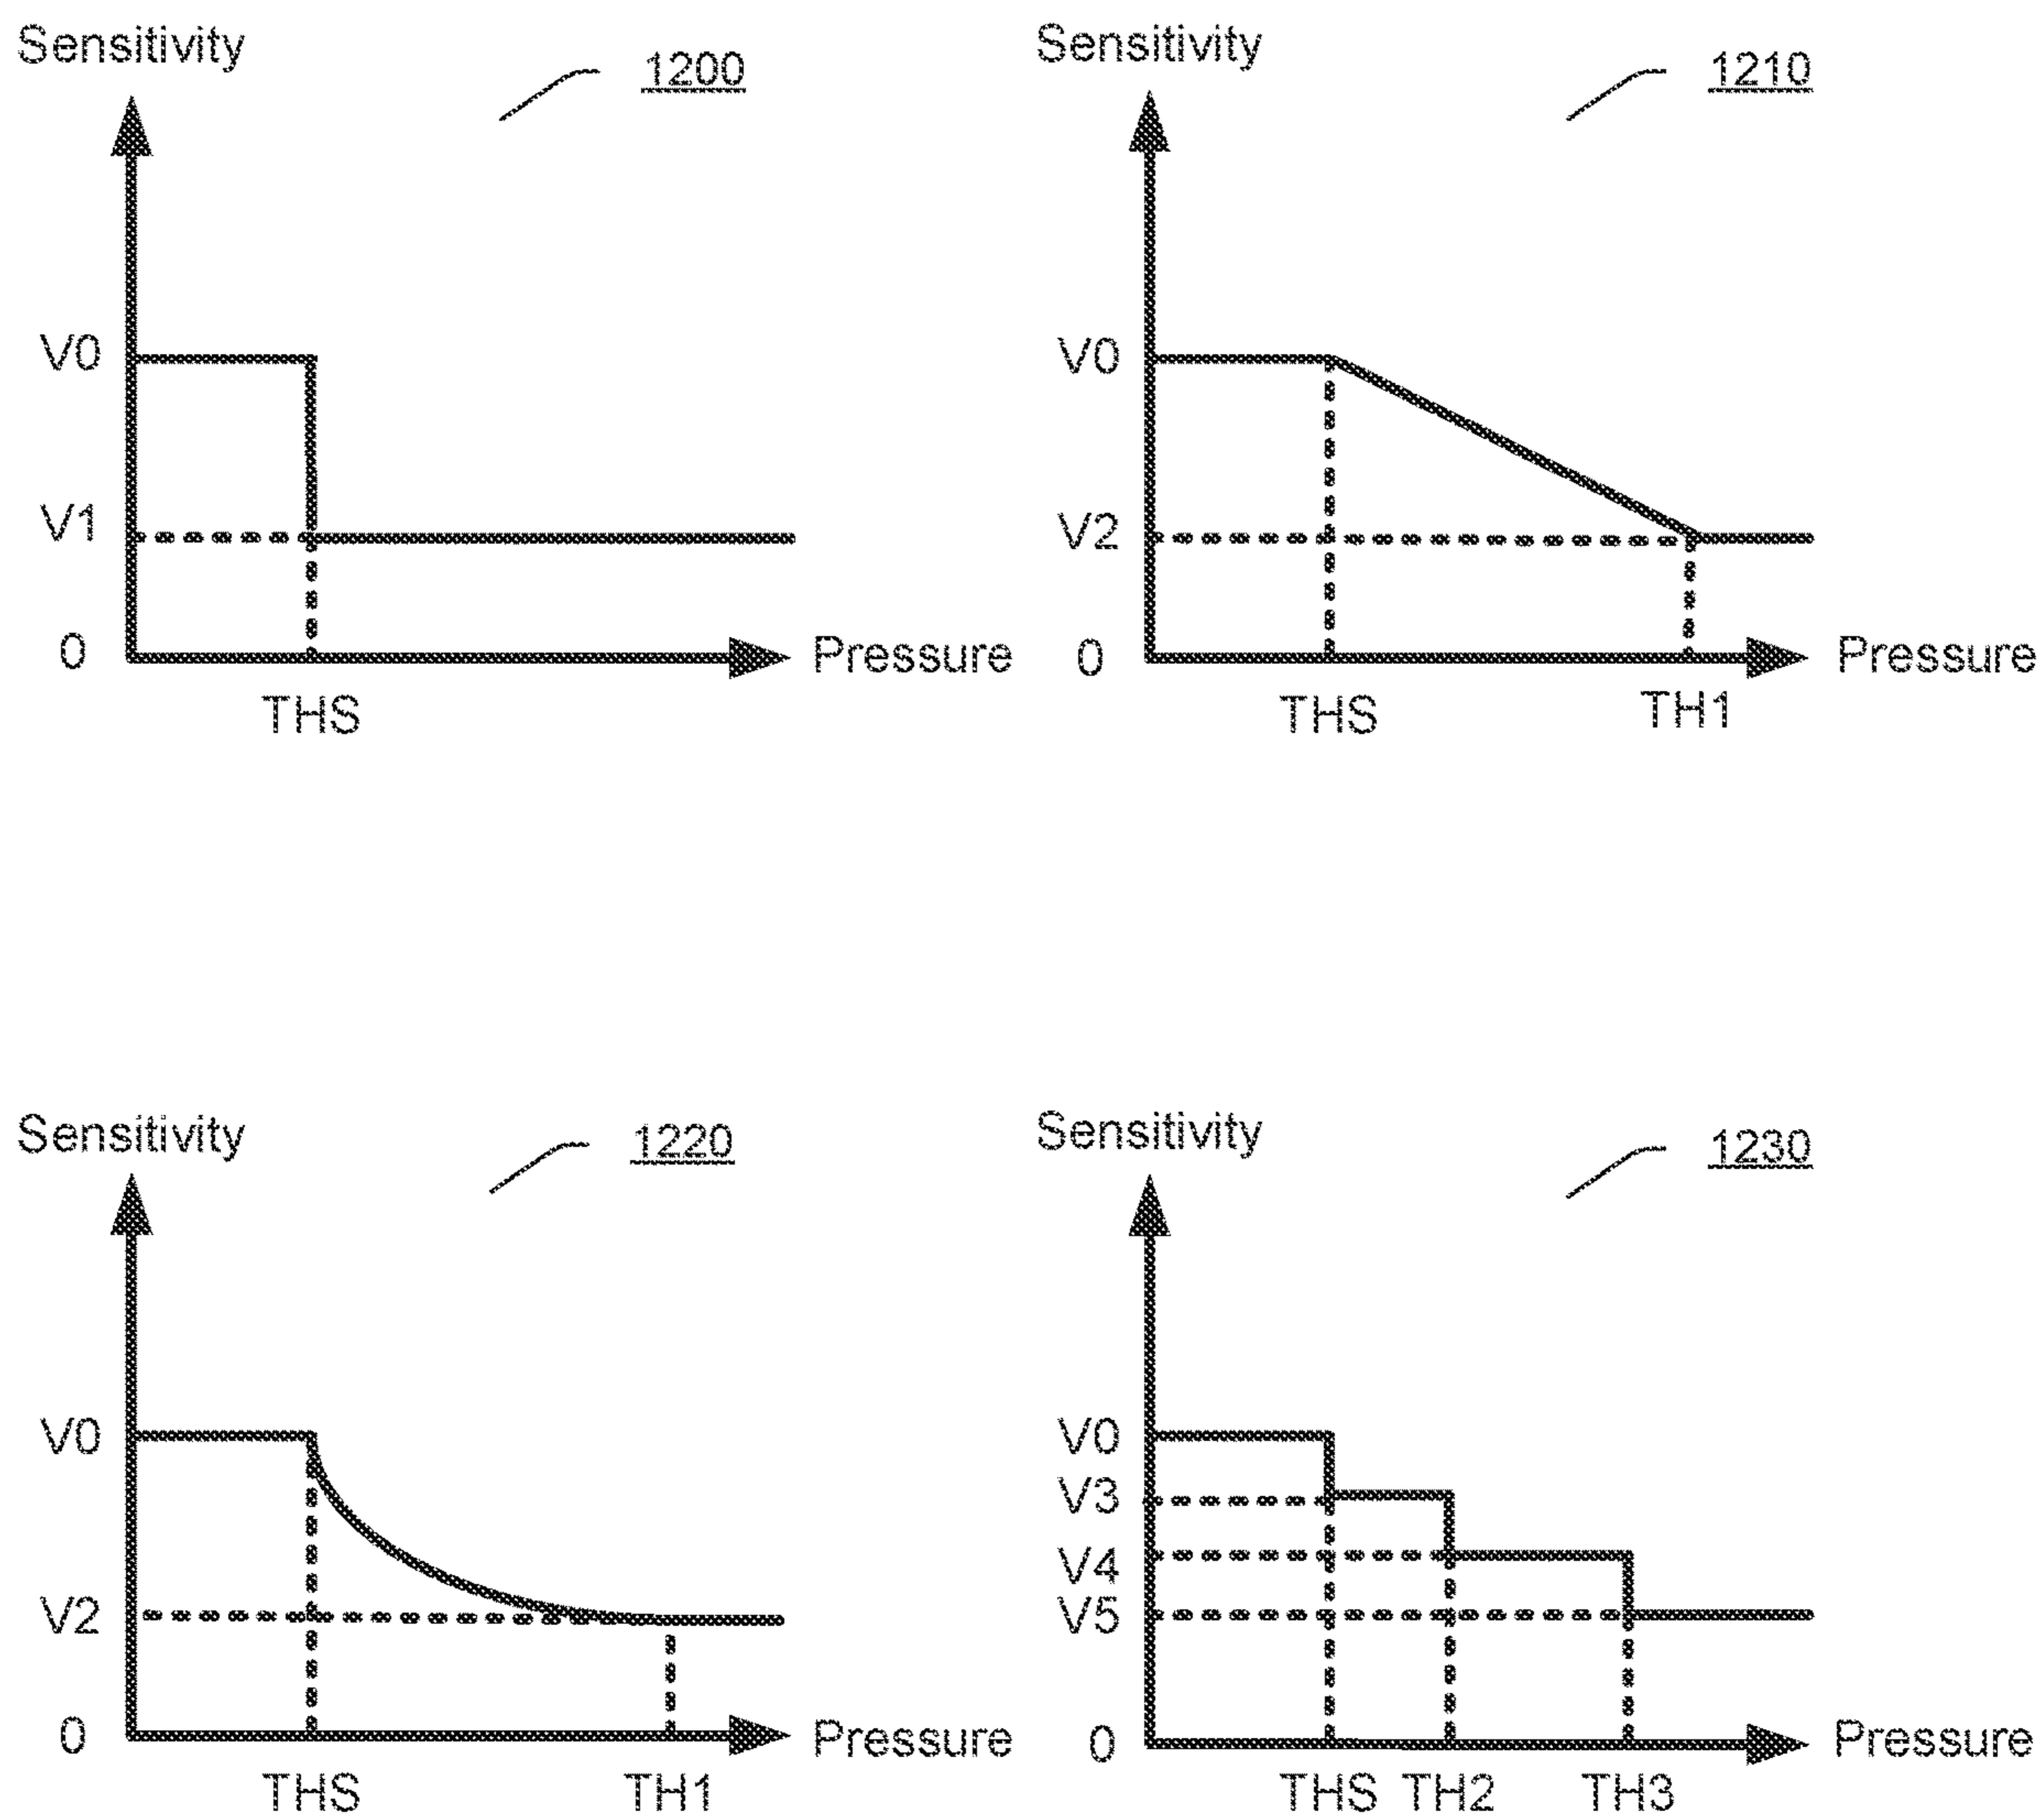 Sensitivity
1200
V0
V1
0
Pressure
THS
Sensitivity
1210
V0
V2
0
Pressure
THS TH1
Sensitivity
1220
V0
V2
0
Pressure
THS TH1
Sensitivity
1230
V0
V3
V4
V5
0
Pressure
THS TH2 TH3